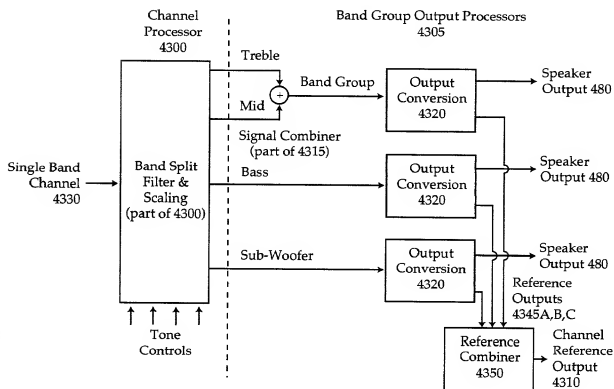 Channel
Processor
4300
Band Group Output Processors
4305
Treble
Band Group
Output
Conversion
4320
Speaker
Output 480
+
Mid
Signal Combiner
(part of 4315)
Single Band
Channel
4330
Band Split
Filter &
Scaling
(part of 4300)
Bass
Output
Conversion
4320
Speaker
Output 480
Sub-Woofer
Output
Conversion
4320
Speaker
Output 480
Reference
Outputs
4345A,B,C
Tone
Controls
Reference
Combiner
4350
Channel
Reference
Output
4310